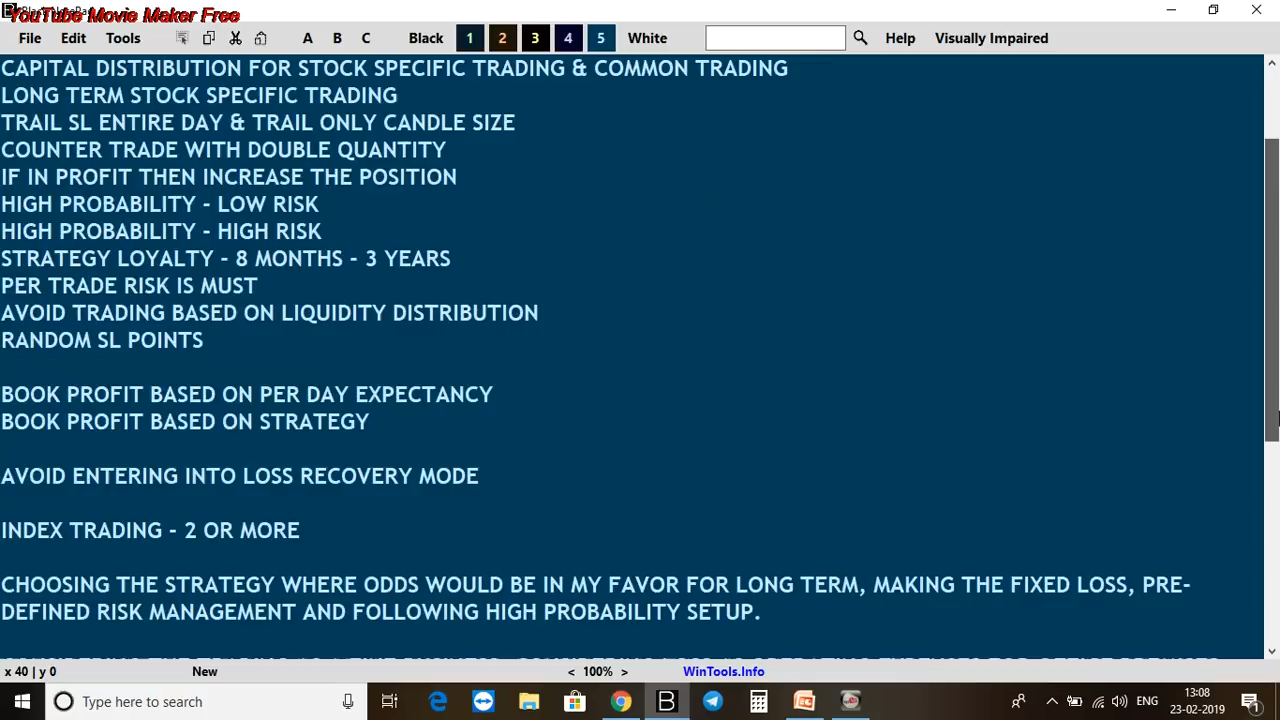 YouTube Movie Maker Free
File Edit Tools A B C Black 1 2 3 4 5 White Help Visually Impaired
CAPITAL DISTRIBUTION FOR STOCK SPECIFIC TRADING & COMMON TRADING
LONG TERM STOCK SPECIFIC TRADING
TRAIL SL ENTIRE DAY & TRAIL ONLY CANDLE SIZE
COUNTER TRADE WITH DOUBLE QUANTITY
IF IN PROFIT THEN INCREASE THE POSITION
HIGH PROBABILITY - LOW RISK
HIGH PROBABILITY - HIGH RISK
STRATEGY LOYALTY - 8 MONTHS - 3 YEARS
PER TRADE RISK IS MUST
AVOID TRADING BASED ON LIQUIDITY DISTRIBUTION
RANDOM SL POINTS
BOOK PROFIT BASED ON PER DAY EXPECTANCY
BOOK PROFIT BASED ON STRATEGY
AVOID ENTERING INTO LOSS RECOVERY MODE
INDEX TRADING - 2 OR MORE
CHOOSING THE STRATEGY WHERE ODDS WOULD BE IN MY FAVOR FOR LONG TERM, MAKING THE FIXED LOSS, PRE-
DEFINED RISK MANAGEMENT AND FOLLOWING HIGH PROBABILITY SETUP.
x 40 | y 0 New < 100% > WinTools.Info
Type here to search ENG 13:08
23-02-2019